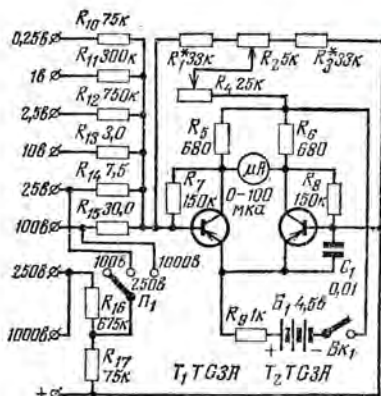 R10 75к
0,25в
R11 300к
1в
R12 750к
2,5в
R13 3,0
10в
R14 7,5
25в
R15 30,0
100в
100в
250в
1000в
П1
250в
R16
675к
1000в
R17
75к
+
R1* 33к
R2 5к
R3* 33к
R4 25к
R5
680
R6
680
μA
0-100
мка
R7
150к
R8
150к
C1
0,01
R9 1к
Б1 4,5в
+ −
Вк1
T1 TG3A T2 TG3A